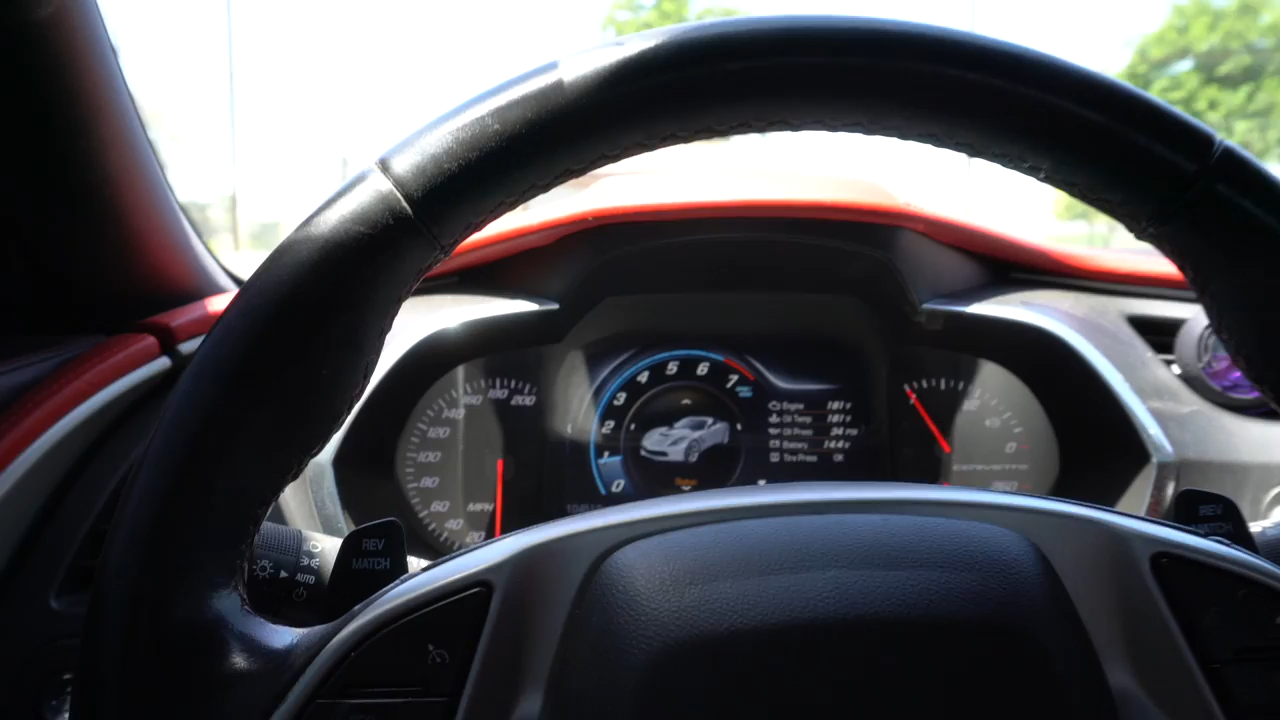 20
40
60
80
100
120
140
160
180
200
MPH
0
1
2
3
4
5
6
7
Engine 181 F
Oil Temp 181 F
Oil Press 34 PSI
Battery 14.4 V
Tire Press OK
0
CORVETTE
260
REV
MATCH
AUTO
REV
MATCH